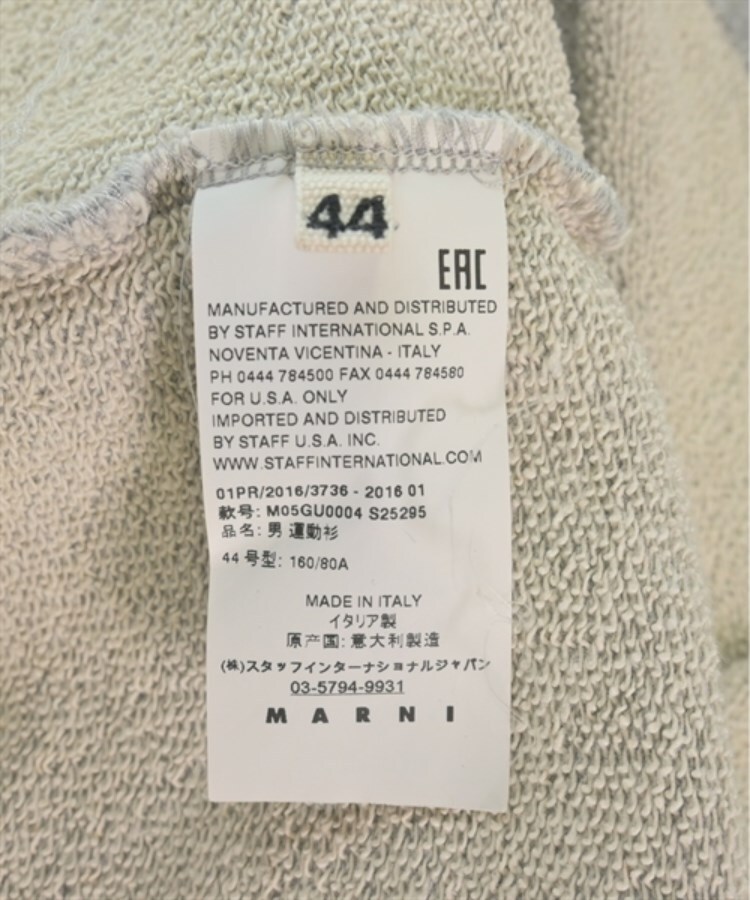 44
EAC
MANUFACTURED AND DISTRIBUTED
BY STAFF INTERNATIONAL S.P.A.
NOVENTA VICENTINA - ITALY
PH 0444 784500 FAX 0444 784580
FOR U.S.A. ONLY
IMPORTED AND DISTRIBUTED
BY STAFF U.S.A. INC.
WWW.STAFFINTERNATIONAL.COM
01PR/2016/3736 - 2016 01
款号: M05GU0004 S25295
品名: 男 運動衫
44 号型: 160/80A
MADE IN ITALY
イタリア製
原产国: 意大利製造
(株)スタッフインターナショナルジャパン
03-5794-9931
MARNI